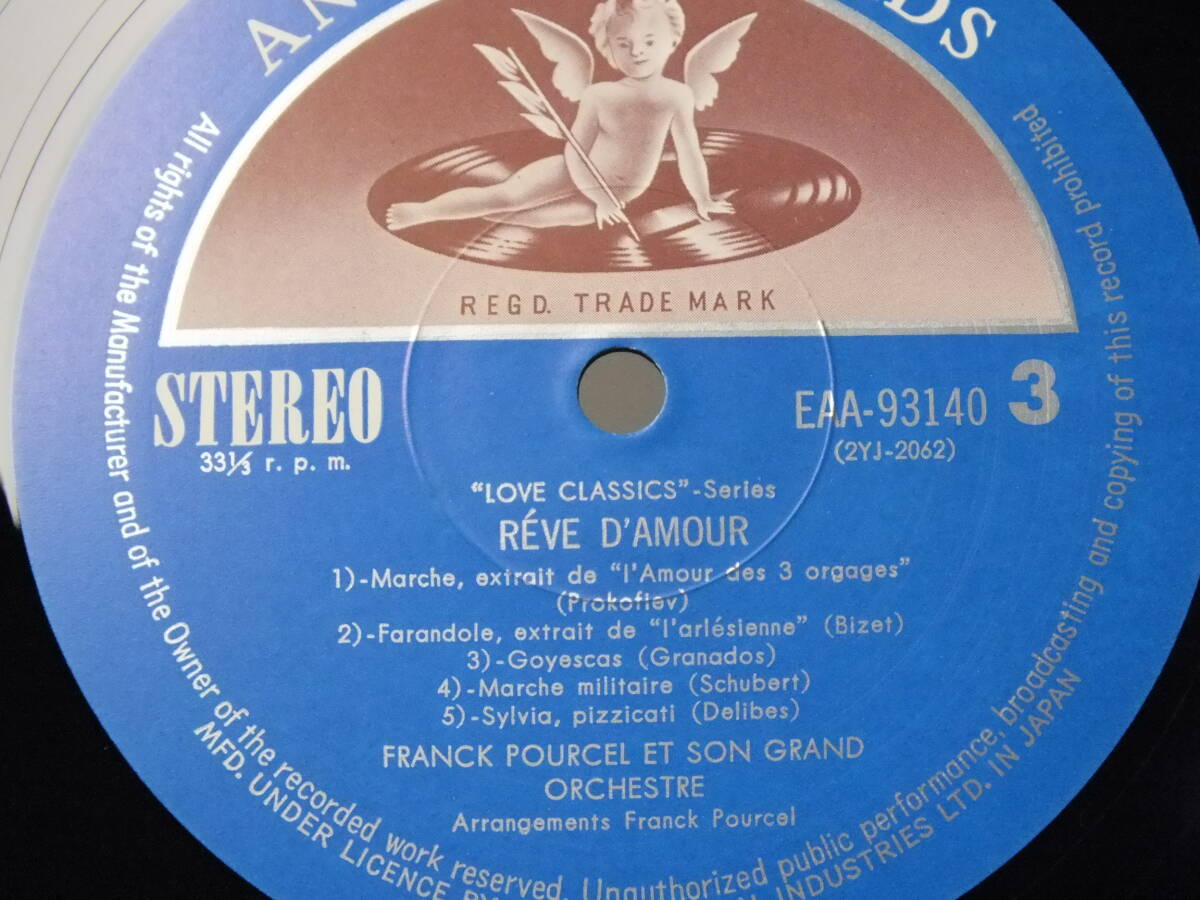 REGD. TRADE MARK
STEREO
33⅓ r. p. m.
EAA-93140 3
(2YJ-2062)
"LOVE CLASSICS"-Series
RÉVE D'AMOUR
1)-Marche, extrait de "l'Amour des 3 orgages"
(Prokofiev)
2)-Farandole, extrait de "l'arlésienne" (Bizet)
3)-Goyescas (Granados)
4)-Marche militaire (Schubert)
5)-Sylvia, pizzicati (Delibes)
FRANCK POURCEL ET SON GRAND
ORCHESTRE
Arrangements Franck Pourcel
All rights of the Manufacturer and of the Owner of the recorded work reserved. Unauthorized public performance, broadcasting and copying of this record prohibited
MFD. UNDER LICENCE BY INDUSTRIES LTD. IN JAPAN